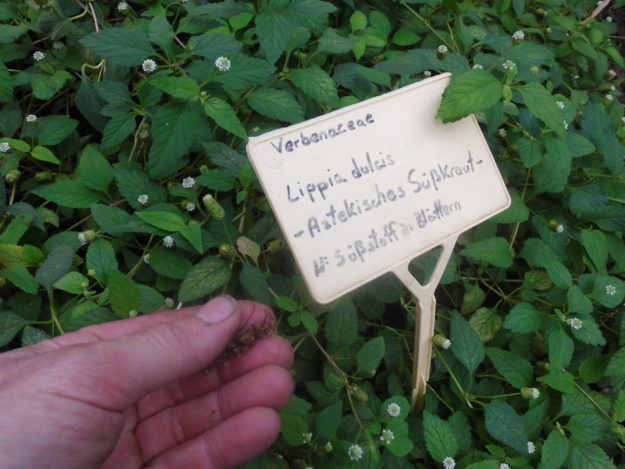 Verbenaceae
Lippia dulcis
- Aztekisches Süßkraut -
Süßstoff in Blättern